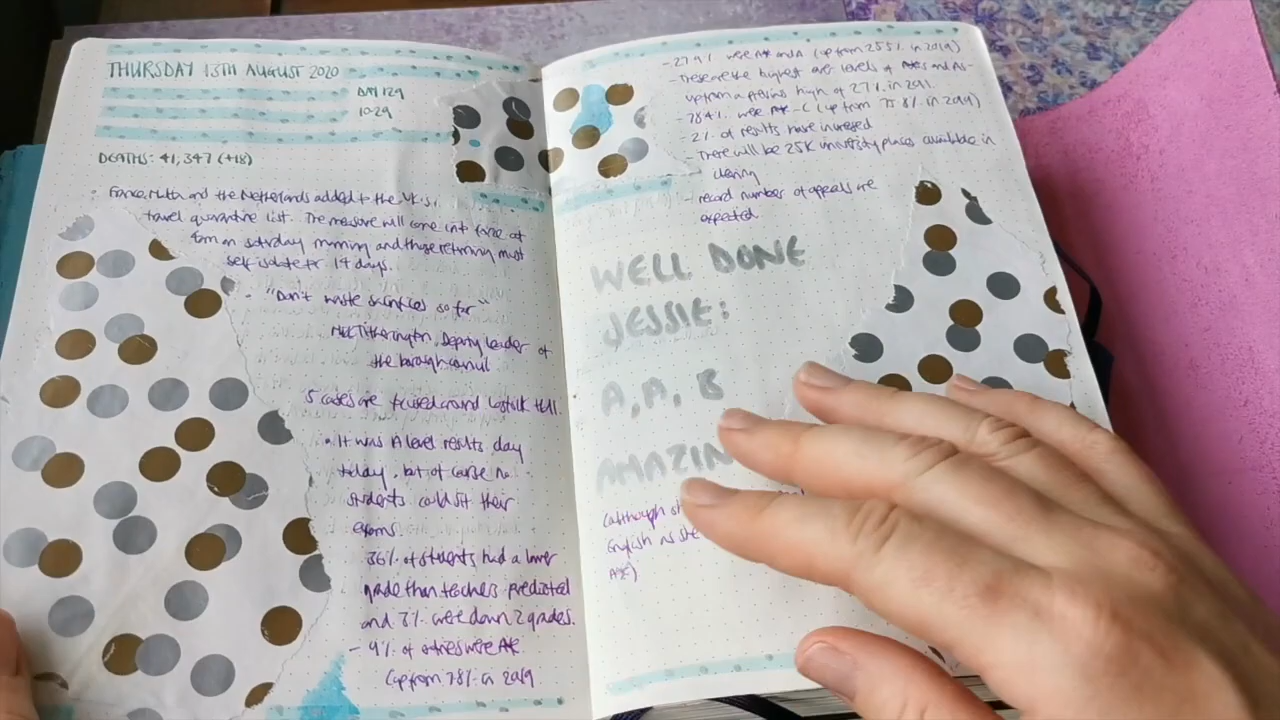 THURSDAY 13TH AUGUST 2020
DAY 129
10-29
DEATHS: 41,347 (+18)
France, Malta and the Netherlands added to the UK's
travel quarantine list. The measure will come into force at
4am on saturday morning and those returning must
self isolate for 14 days.
"Don't waste sacrifices so far"
Titherington, Deputy leader of
the borough council
5 cases are focused around
It was A level results day
today, but of course no
students could sit their
exams.
36% of students had a lower
grade than teachers predicted
and 3% were down 2 grades.
- 9% of entries were A*
(up from 7.8% in 2019
- 27.9% were A* and A (up from 25.5% in 2019)
- These are the highest ever levels of A*s and As -
up from a previous high of 27% in 2011.
- 78.4% were A*-C (up from 75.8% in 2019)
- 2% of results have increased
- There will be 25K university places available in
clearing
- record number of appeals are
expected
WELL DONE
JESSIE:
A, A, B
AMAZIN
(although
English as she
A*)